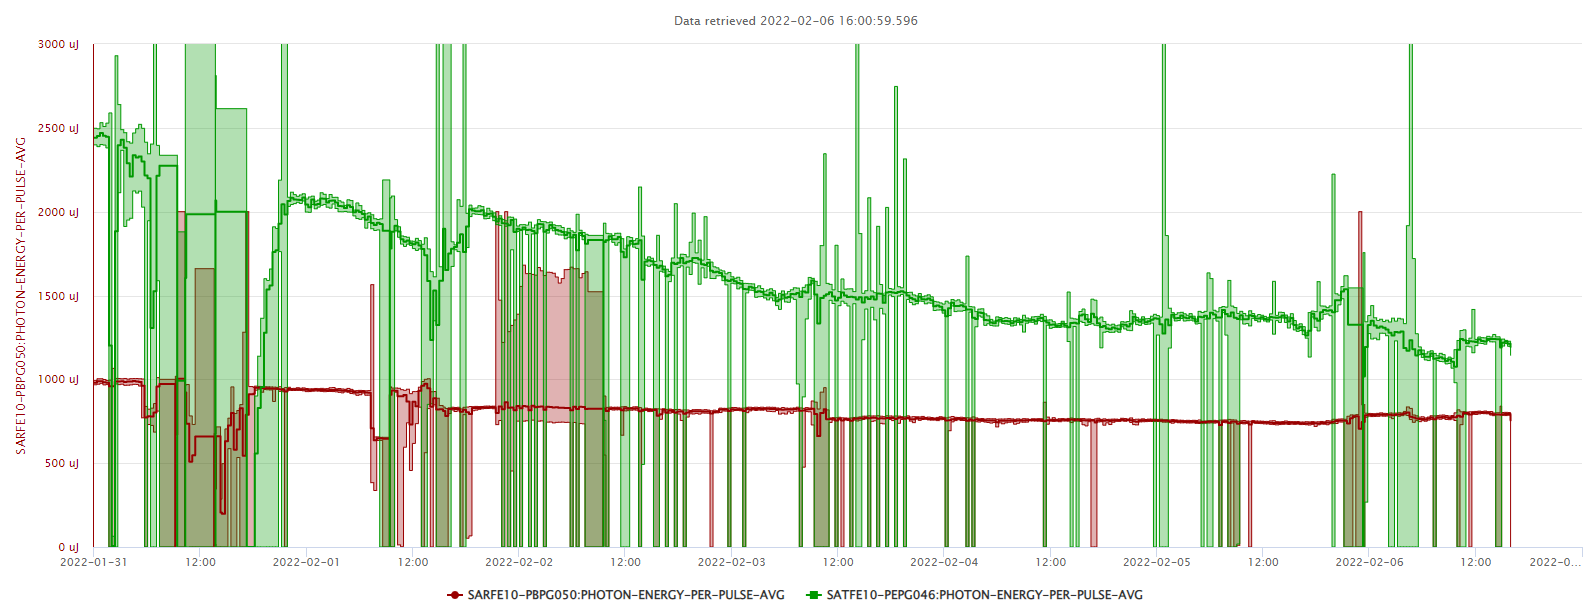 Data retrieved 2022-02-06 16:00:59.596
SARFE10-PBPG050:PHOTON-ENERGY-PER-PULSE-AVG
3000 uJ
2500 uJ
2000 uJ
1500 uJ
1000 uJ
500 uJ
0 uJ
2022-01-31 12:00 2022-02-01 12:00 2022-02-02 12:00 2022-02-03 12:00 2022-02-04 12:00 2022-02-05 12:00 2022-02-06 12:00 2022-0...
SARFE10-PBPG050:PHOTON-ENERGY-PER-PULSE-AVG SATFE10-PEPG046:PHOTON-ENERGY-PER-PULSE-AVG